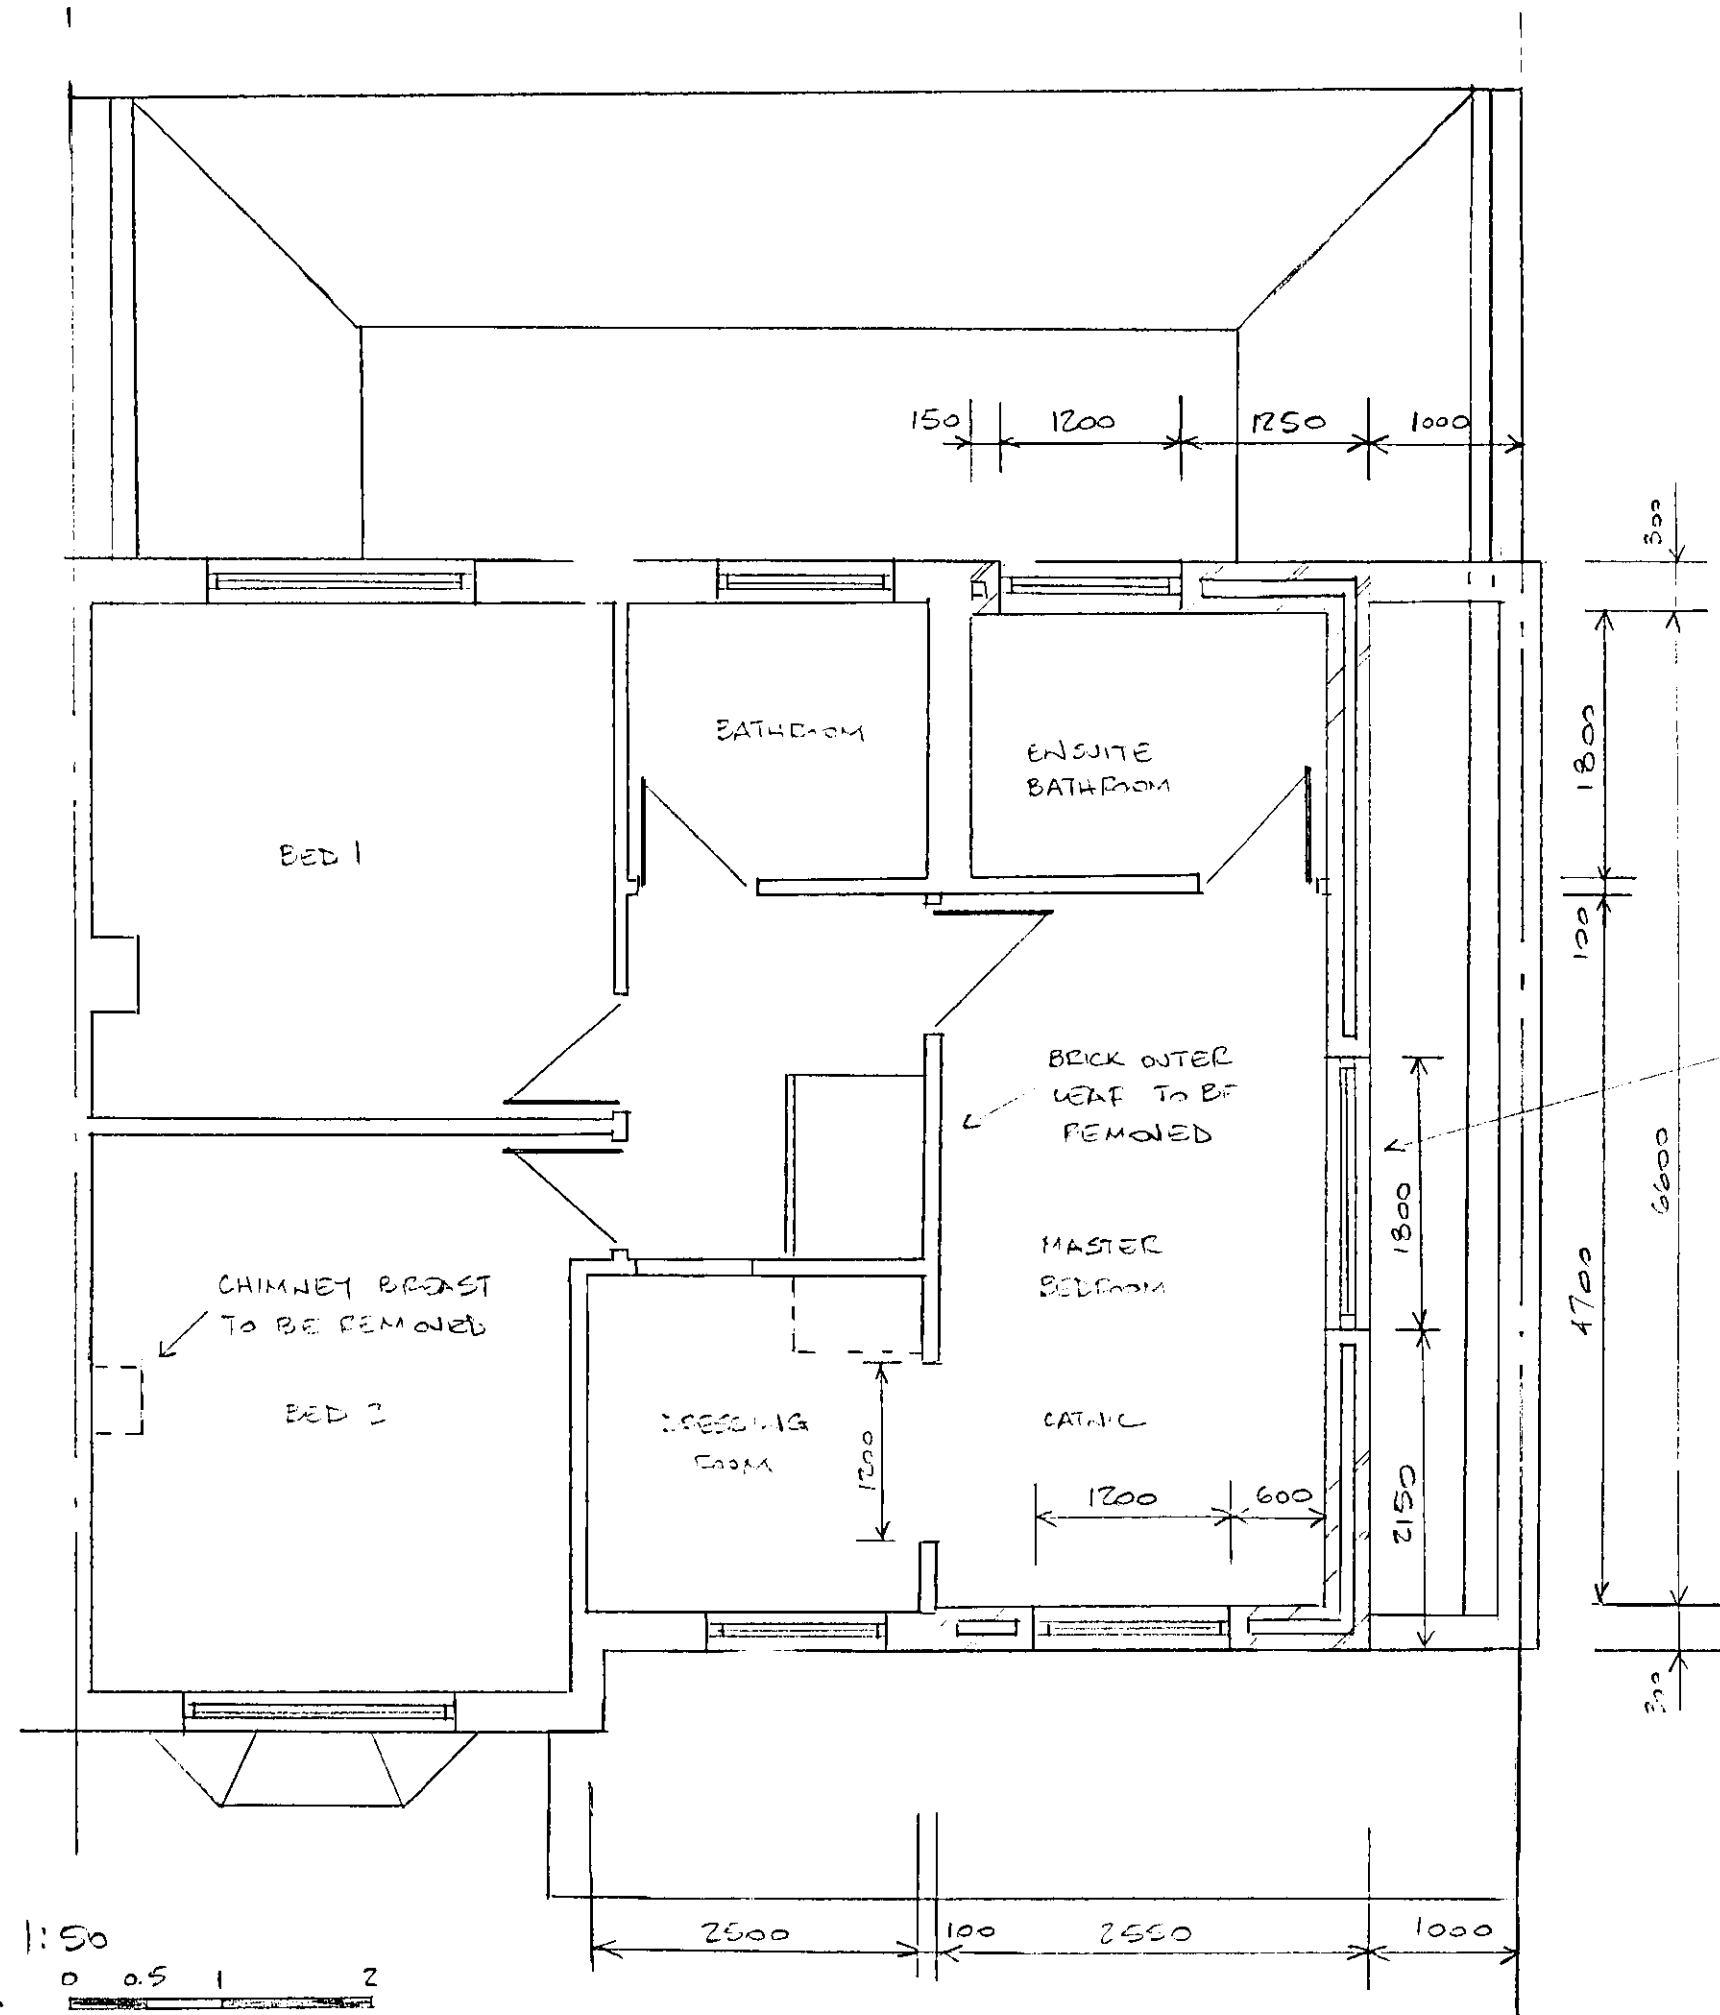 150
1200
1250
1000
300
BATHROOM
ENSUITE
BATHROOM
1800
BED 1
100
BRICK OUTER
LEAF TO BE
REMOVED
1800
6600
4700
MASTER
BEDROOM
CHIMNEY BREAST
TO BE REMOVED
BED 2
DRESSING
ROOM
1200
CATNIC
1200
600
2150
300
2500
100
2550
1000
1:50
0 0.5 1 2